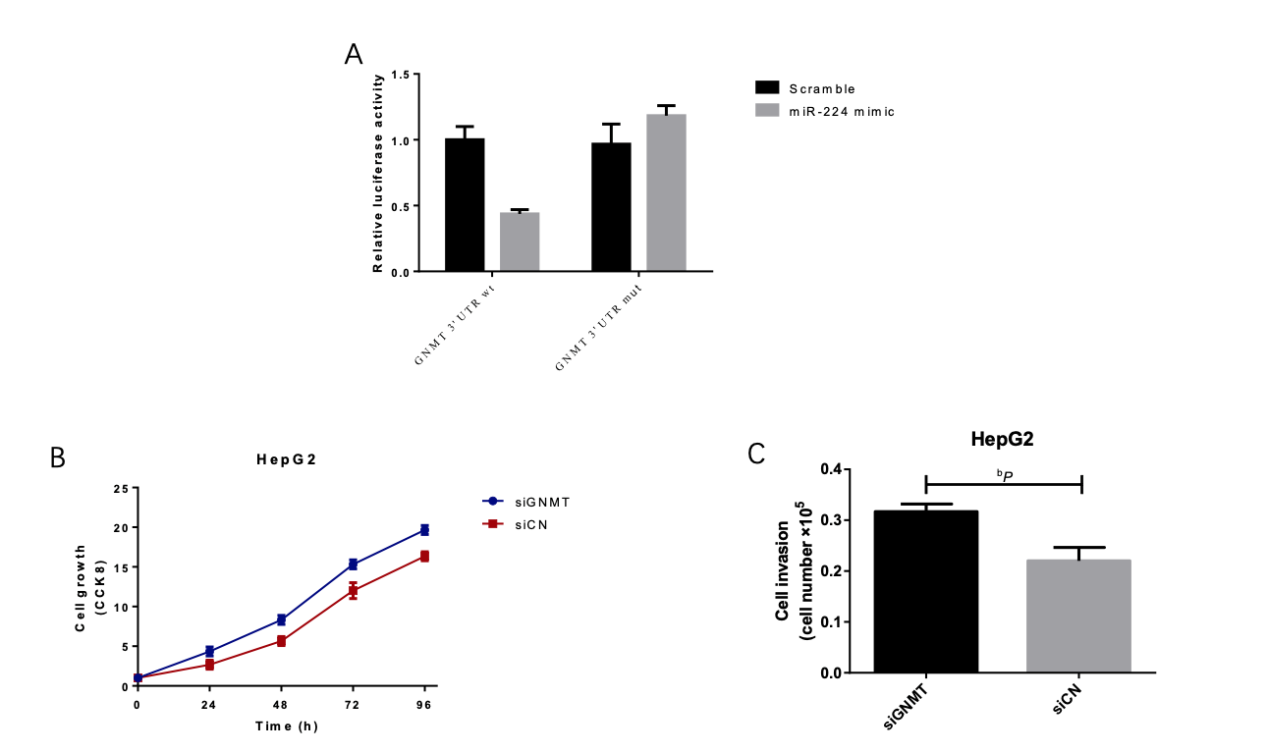 A
Relative luciferase activity
1.5
1.0
0.5
0.0
GNMT 3'UTR wt
GNMT 3'UTR mut
Scramble
miR-224 mimic
B
HepG2
Cell growth
(CCK8)
25
20
15
10
5
0
0 24 48 72 96
Time (h)
siGNMT
siCN
C
HepG2
bP
Cell invasion
(cell number ×10⁵
0.4
0.3
0.2
0.1
0.0
siGNMT
siCN